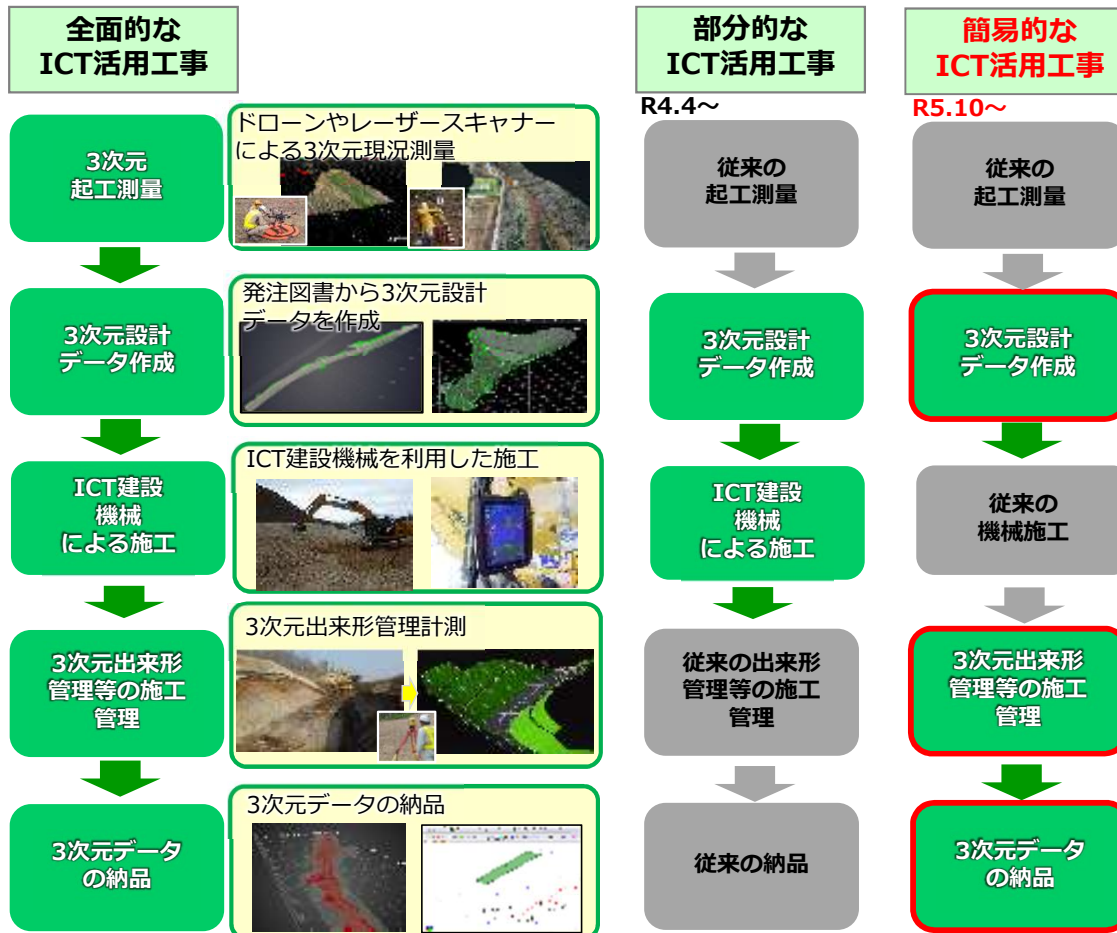 全面的な
ICT活用工事
3次元
起工測量
3次元設計
データ作成
ICT建設
機械
による施工
3次元出来形
管理等の施工
管理
3次元データ
の納品
ドローンやレーザースキャナー
による3次元現況測量
発注図書から3次元設計
データを作成
ICT建設機械を利用した施工
3次元出来形管理計測
3次元データの納品
部分的な
ICT活用工事
R4.4～
従来の
起工測量
3次元設計
データ作成
ICT建設
機械
による施工
従来の出来形
管理等の施工
管理
従来の納品
簡易的な
ICT活用工事
R5.10～
従来の
起工測量
3次元設計
データ作成
従来の
機械施工
3次元出来形
管理等の施工
管理
3次元データ
の納品